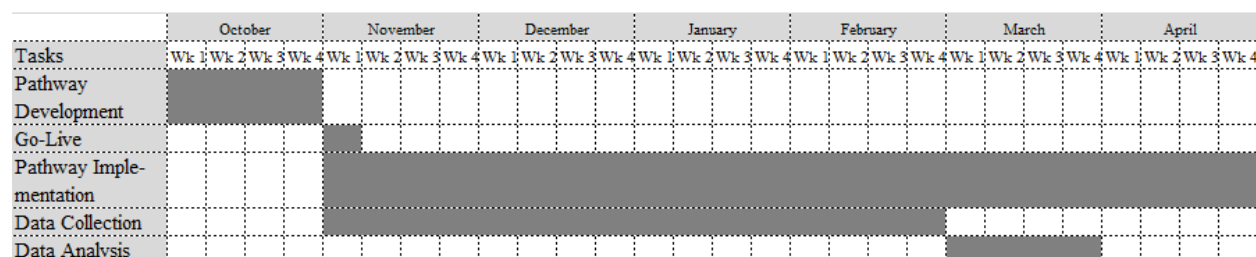 October November December January February March April
Tasks Wk 1 Wk 2 Wk 3 Wk 4 Wk 1 Wk 2 Wk 3 Wk 4 Wk 1 Wk 2 Wk 3 Wk 4 Wk 1 Wk 2 Wk 3 Wk 4 Wk 1 Wk 2 Wk 3 Wk 4 Wk 1 Wk 2 Wk 3 Wk 4 Wk 1 Wk 2 Wk 3 Wk 4
Pathway
Development
Go-Live
Pathway Imple-
mentation
Data Collection
Data Analysis